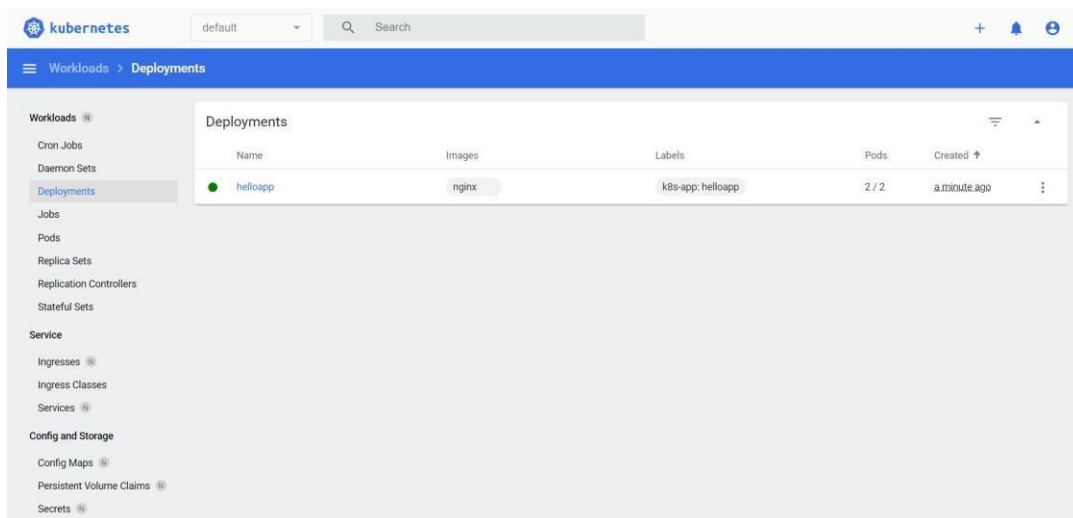 kubernetes
default
Search
Workloads > Deployments
Workloads N
Cron Jobs
Daemon Sets
Deployments
Jobs
Pods
Replica Sets
Replication Controllers
Stateful Sets
Service
Ingresses N
Ingress Classes
Services N
Config and Storage
Config Maps N
Persistent Volume Claims N
Secrets N
Deployments
Name Images Labels Pods Created
helloapp nginx k8s-app: helloapp 2 / 2 a minute ago